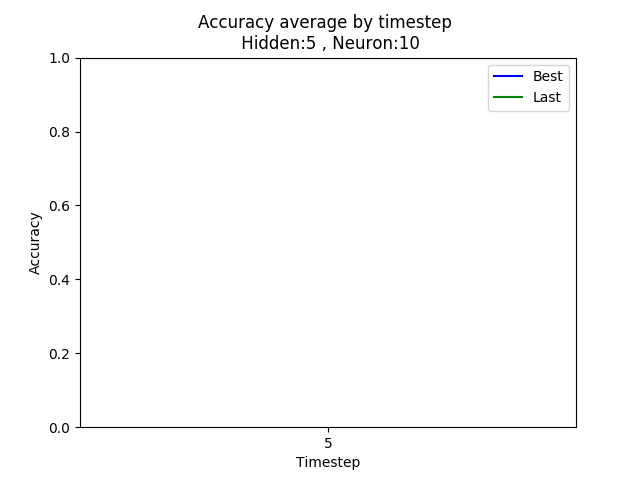 Accuracy average by timestep
Hidden:5 , Neuron:10
Best
Last
1.0
0.8
0.6
0.4
0.2
0.0
Accuracy
5
Timestep